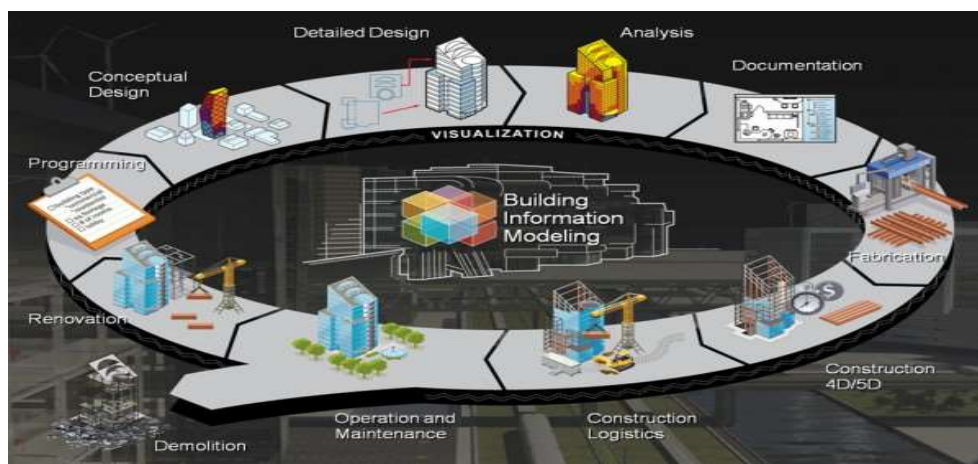 Detailed Design
Analysis
Conceptual
Design
Documentation
VISUALIZATION
Programming
Building
Information
Modeling
Fabrication
Renovation
Construction
4D/5D
Operation and
Maintenance
Construction
Logistics
Demolition
$